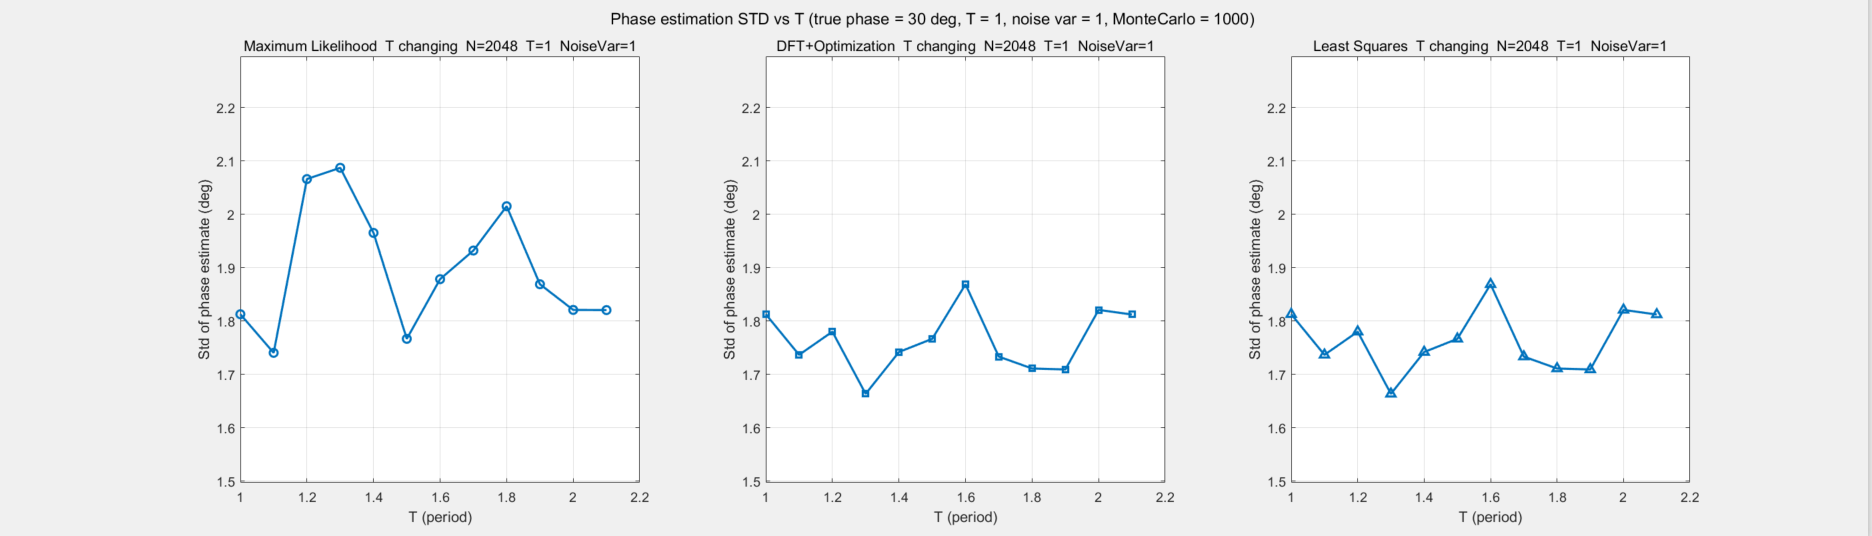 Phase estimation STD vs T (true phase = 30 deg, T = 1, noise var = 1, MonteCarlo = 1000)
Maximum Likelihood  T changing  N=2048  T=1  NoiseVar=1
2.2
2.1
2
1.9
1.8
1.7
1.6
1.5
Std of phase estimate (deg)
1 1.2 1.4 1.6 1.8 2 2.2
T (period)
DFT+Optimization  T changing  N=2048  T=1  NoiseVar=1
2.2
2.1
2
1.9
1.8
1.7
1.6
1.5
Std of phase estimate (deg)
1 1.2 1.4 1.6 1.8 2 2.2
T (period)
Least Squares  T changing  N=2048  T=1  NoiseVar=1
2.2
2.1
2
1.9
1.8
1.7
1.6
1.5
Std of phase estimate (deg)
1 1.2 1.4 1.6 1.8 2 2.2
T (period)